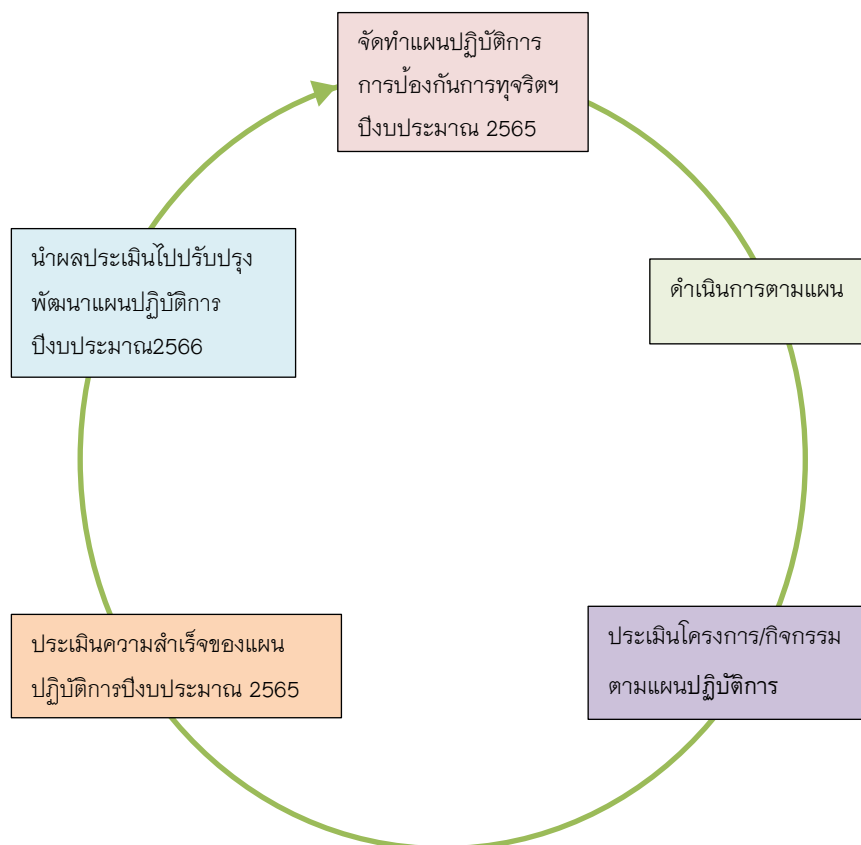 จัดทำแผนปฏิบัติการ
การป้องกันการทุจริตฯ
ปีงบประมาณ 2565
ดำเนินการตามแผน
ประเมินโครงการ/กิจกรรม
ตามแผนปฏิบัติการ
ประเมินความสำเร็จของแผน
ปฏิบัติการปีงบประมาณ 2565
นำผลประเมินไปปรับปรุง
พัฒนาแผนปฏิบัติการ
ปีงบประมาณ2566